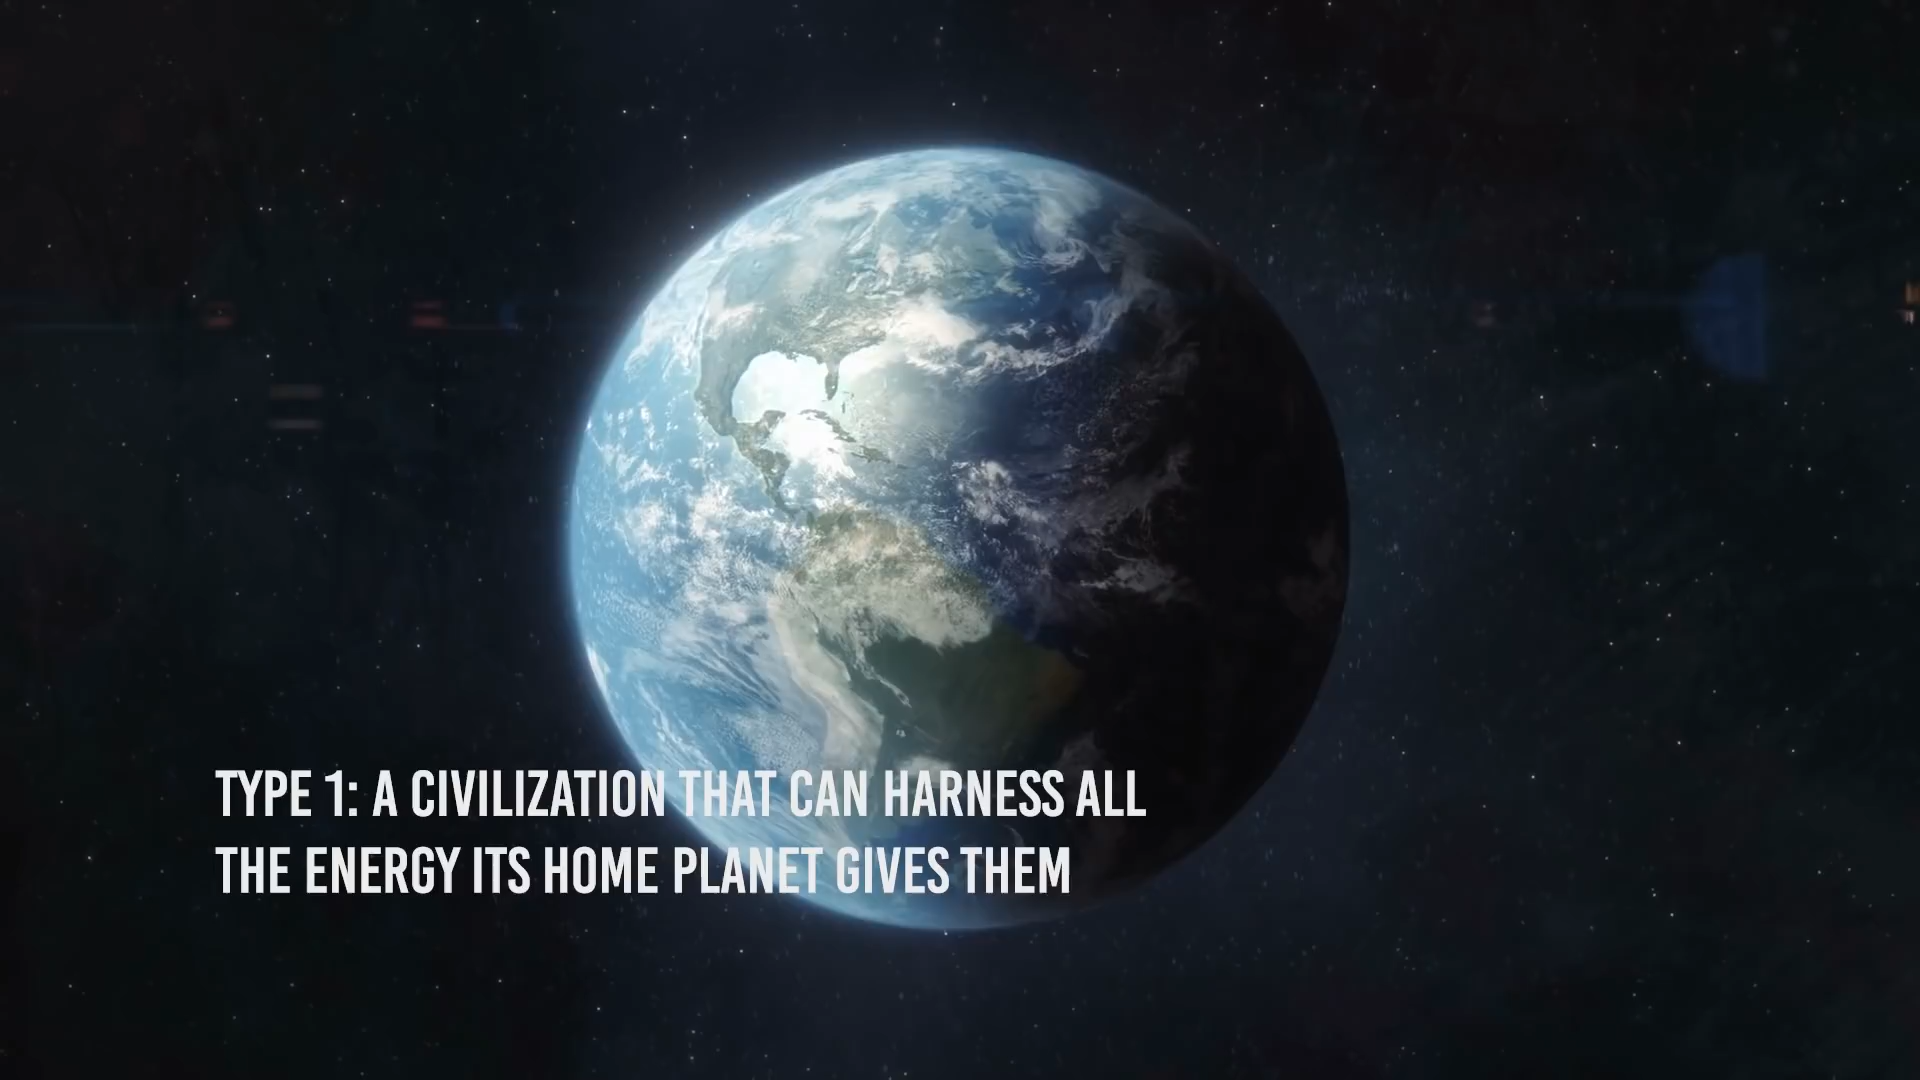 TYPE 1: A CIVILIZATION THAT CAN HARNESS ALL
THE ENERGY ITS HOME PLANET GIVES THEM